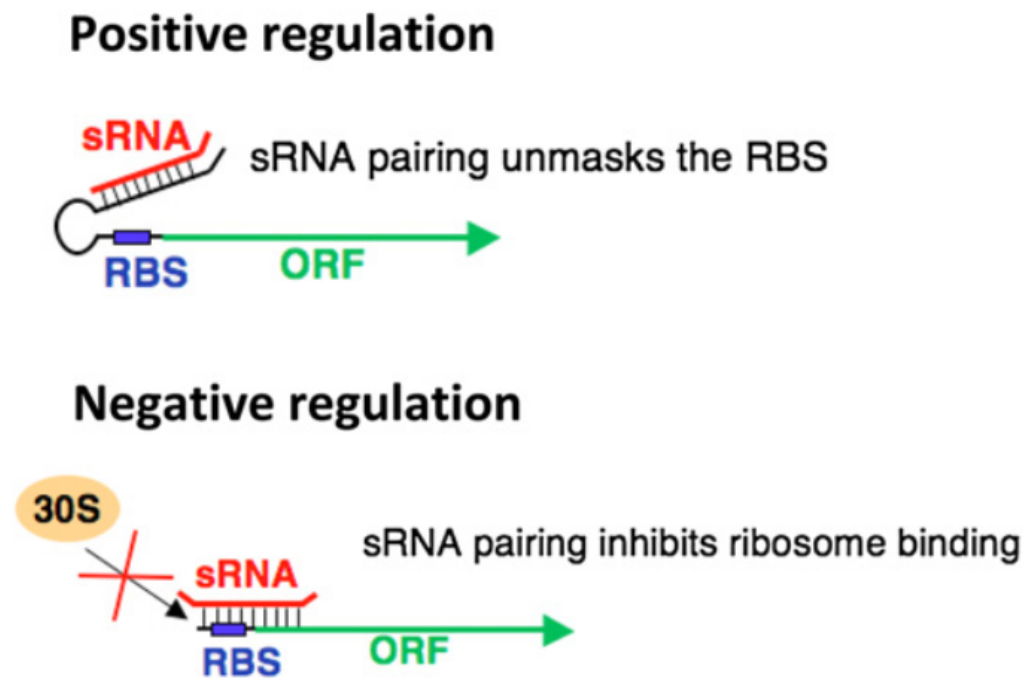 Positive regulation
sRNA
sRNA pairing unmasks the RBS
RBS
ORF
Negative regulation
30S
sRNA pairing inhibits ribosome binding
sRNA
RBS
ORF